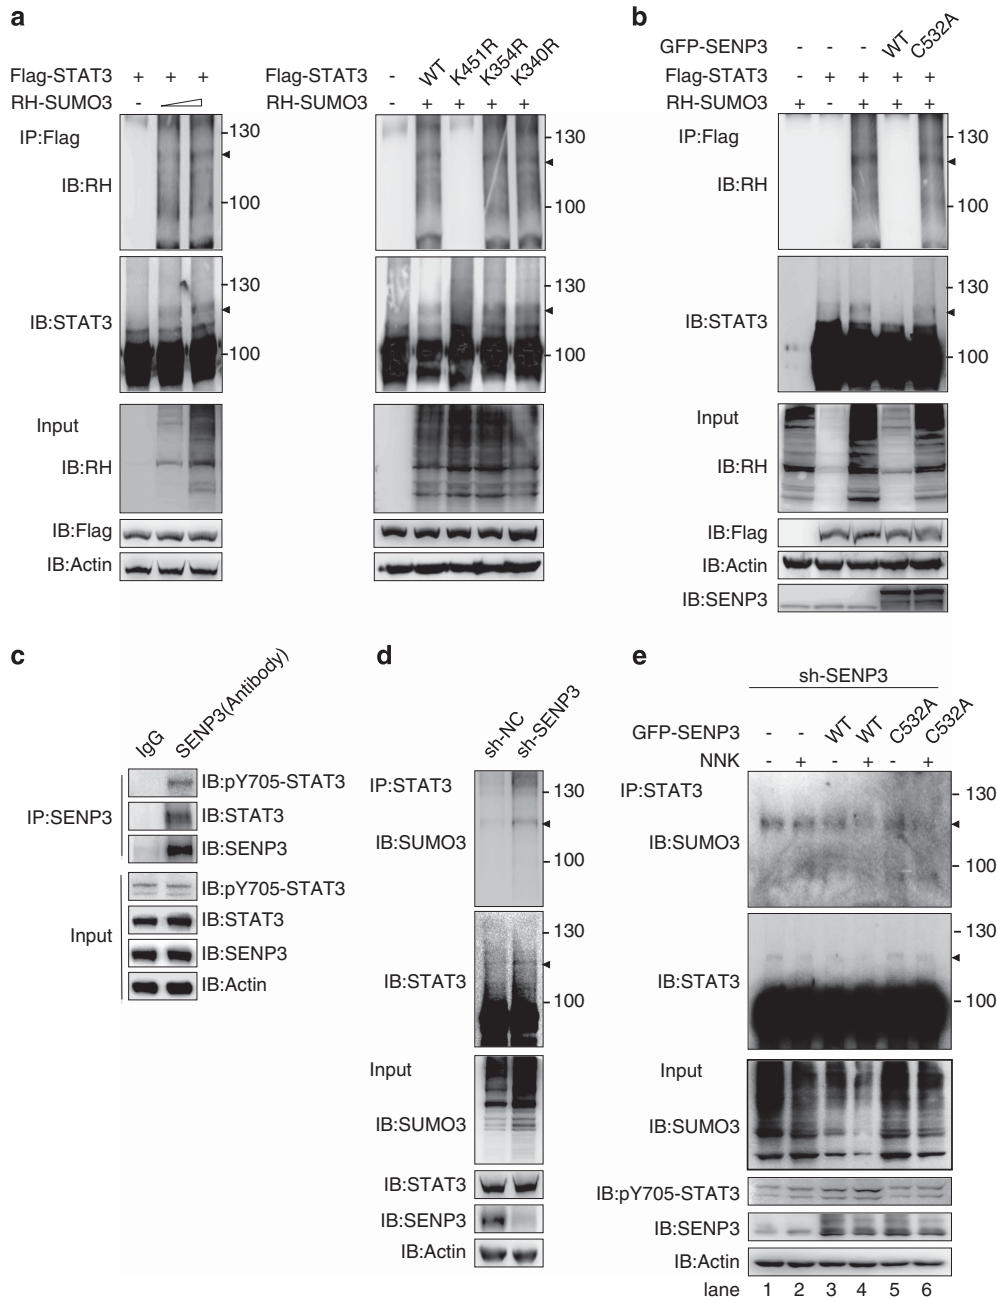 a
Flag-STAT3 + + +
RH-SUMO3 -
IP:Flag
IB:RH
130
100
IB:STAT3
130
100
Input
IB:RH
IB:Flag
IB:Actin
Flag-STAT3 - WT K451R K354R K340R
RH-SUMO3 - + + + +
130
100
130
100
b
GFP-SENP3 - - - WT C532A
Flag-STAT3 - + + + +
RH-SUMO3 + - + + +
IP:Flag
IB:RH
130
100
IB:STAT3
130
100
Input
IB:RH
IB:Flag
IB:Actin
IB:SENP3
c
IgG SENP3(Antibody)
IP:SENP3
IB:pY705-STAT3
IB:STAT3
IB:SENP3
Input
IB:pY705-STAT3
IB:STAT3
IB:SENP3
IB:Actin
d
sh-NC sh-SENP3
IP:STAT3
IB:SUMO3
130
100
IB:STAT3
130
100
Input
IB:SUMO3
IB:STAT3
IB:SENP3
IB:Actin
e
sh-SENP3
GFP-SENP3 - - WT WT C532A C532A
NNK - + - + - +
IP:STAT3
IB:SUMO3
130
100
IB:STAT3
130
100
Input
IB:SUMO3
IB:pY705-STAT3
IB:SENP3
IB:Actin
lane 1 2 3 4 5 6